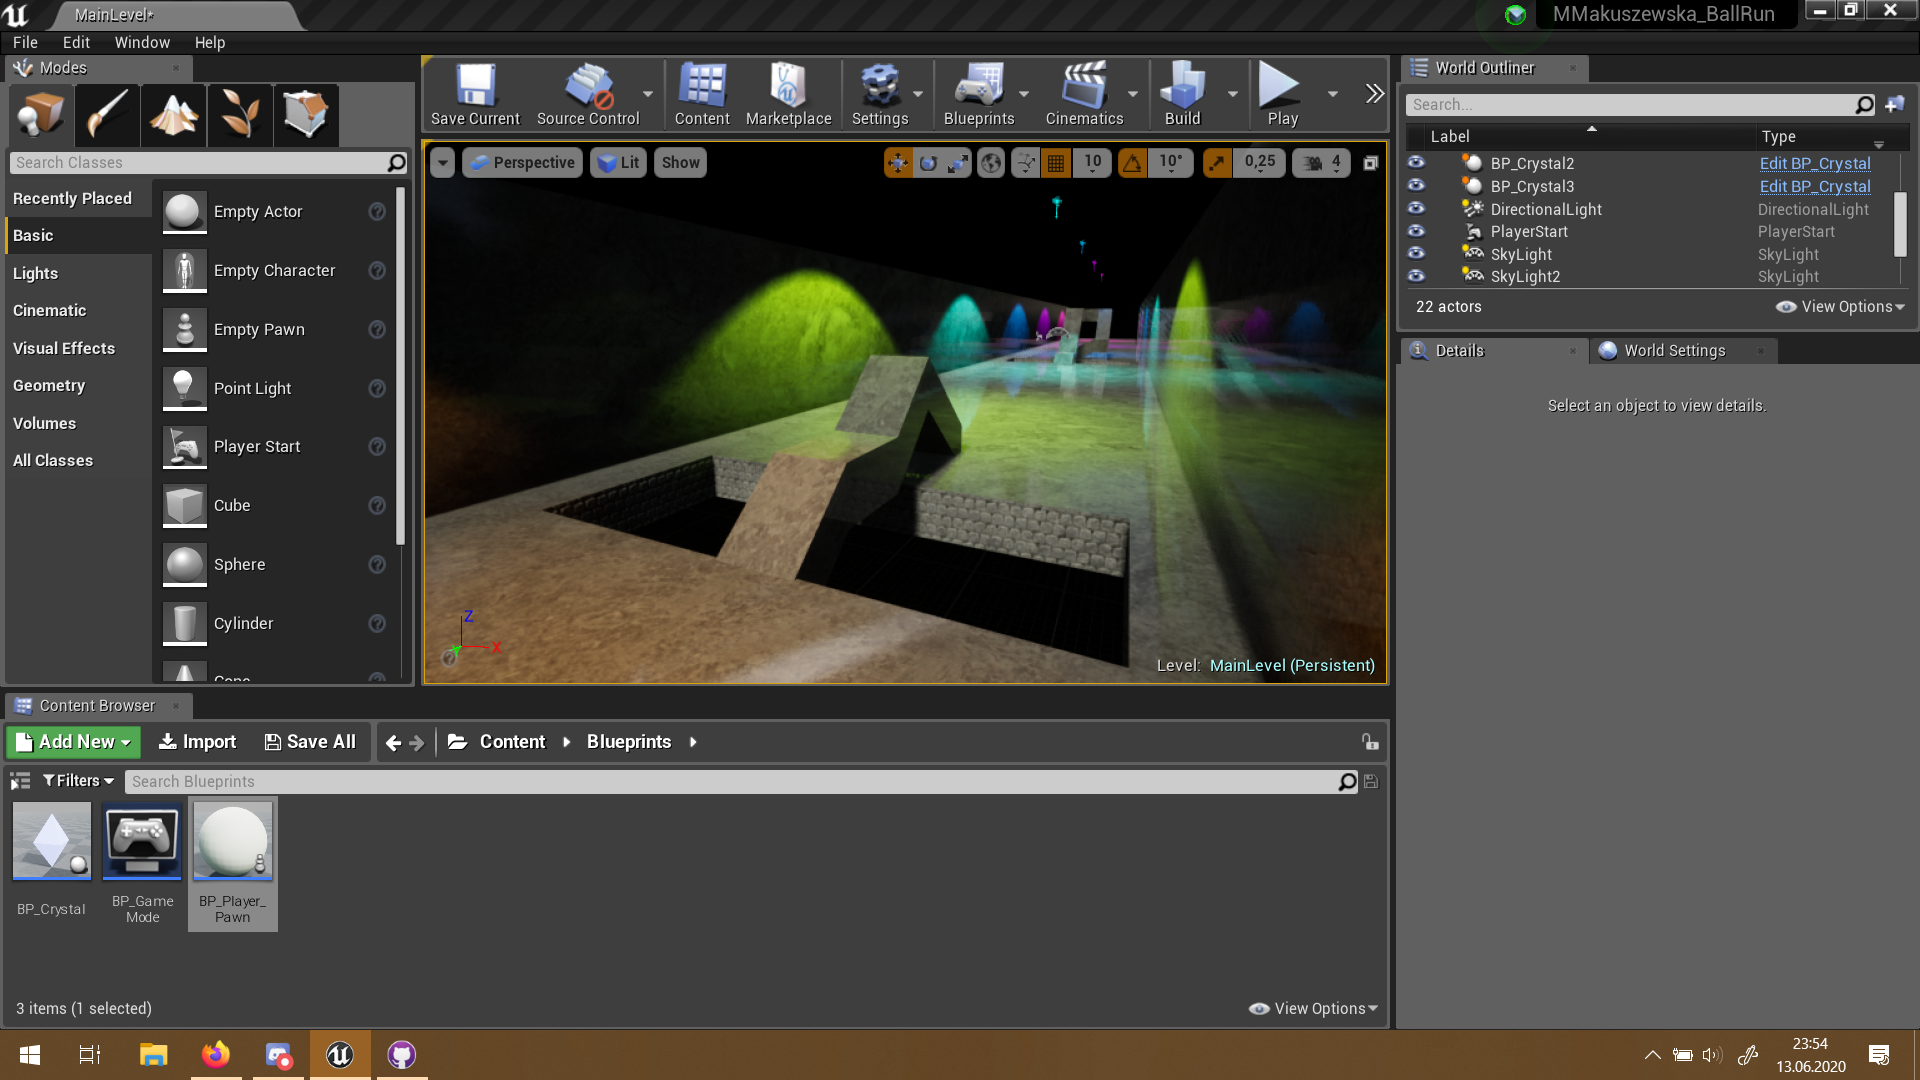 MainLevel*
MMakuszewska_BallRun
File Edit Window Help
Modes
Search Classes
Recently Placed
Basic
Lights
Cinematic
Visual Effects
Geometry
Volumes
All Classes
Empty Actor
Empty Character
Empty Pawn
Point Light
Player Start
Cube
Sphere
Cylinder
Cone
Save Current
Source Control
Content
Marketplace
Settings
Blueprints
Cinematics
Build
Play
Perspective
Lit
Show
10
10°
0,25
4
Z
X
Level: MainLevel (Persistent)
World Outliner
Search...
Label Type
BP_Crystal2 Edit BP_Crystal
BP_Crystal3 Edit BP_Crystal
DirectionalLight DirectionalLight
PlayerStart PlayerStart
SkyLight SkyLight
SkyLight2 SkyLight
22 actors View Options
Details
World Settings
Select an object to view details.
Content Browser
Add New Import Save All Content Blueprints
Filters Search Blueprints
BP_Crystal
BP_Game
Mode
BP_Player_
Pawn
3 items (1 selected) View Options
23:54
13.06.2020